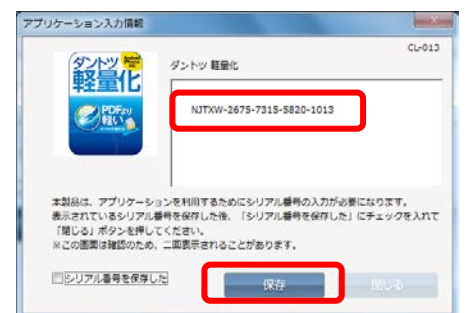 アプリケーション入力情報
CL-013
ダントツ
軽量化
PDFより
軽い
ダントツ 軽量化
NJTXW-2675-7315-5820-1013
本製品は、アプリケーションを利用するためにシリアル番号の入力が必要になります。
表示されているシリアル番号を保存した後、「シリアル番号を保存した」にチェックを入れて
「閉じる」ボタンを押してください。
※この画面は確認のため、二回表示されることがあります。
シリアル番号を保存した
保存
閉じる